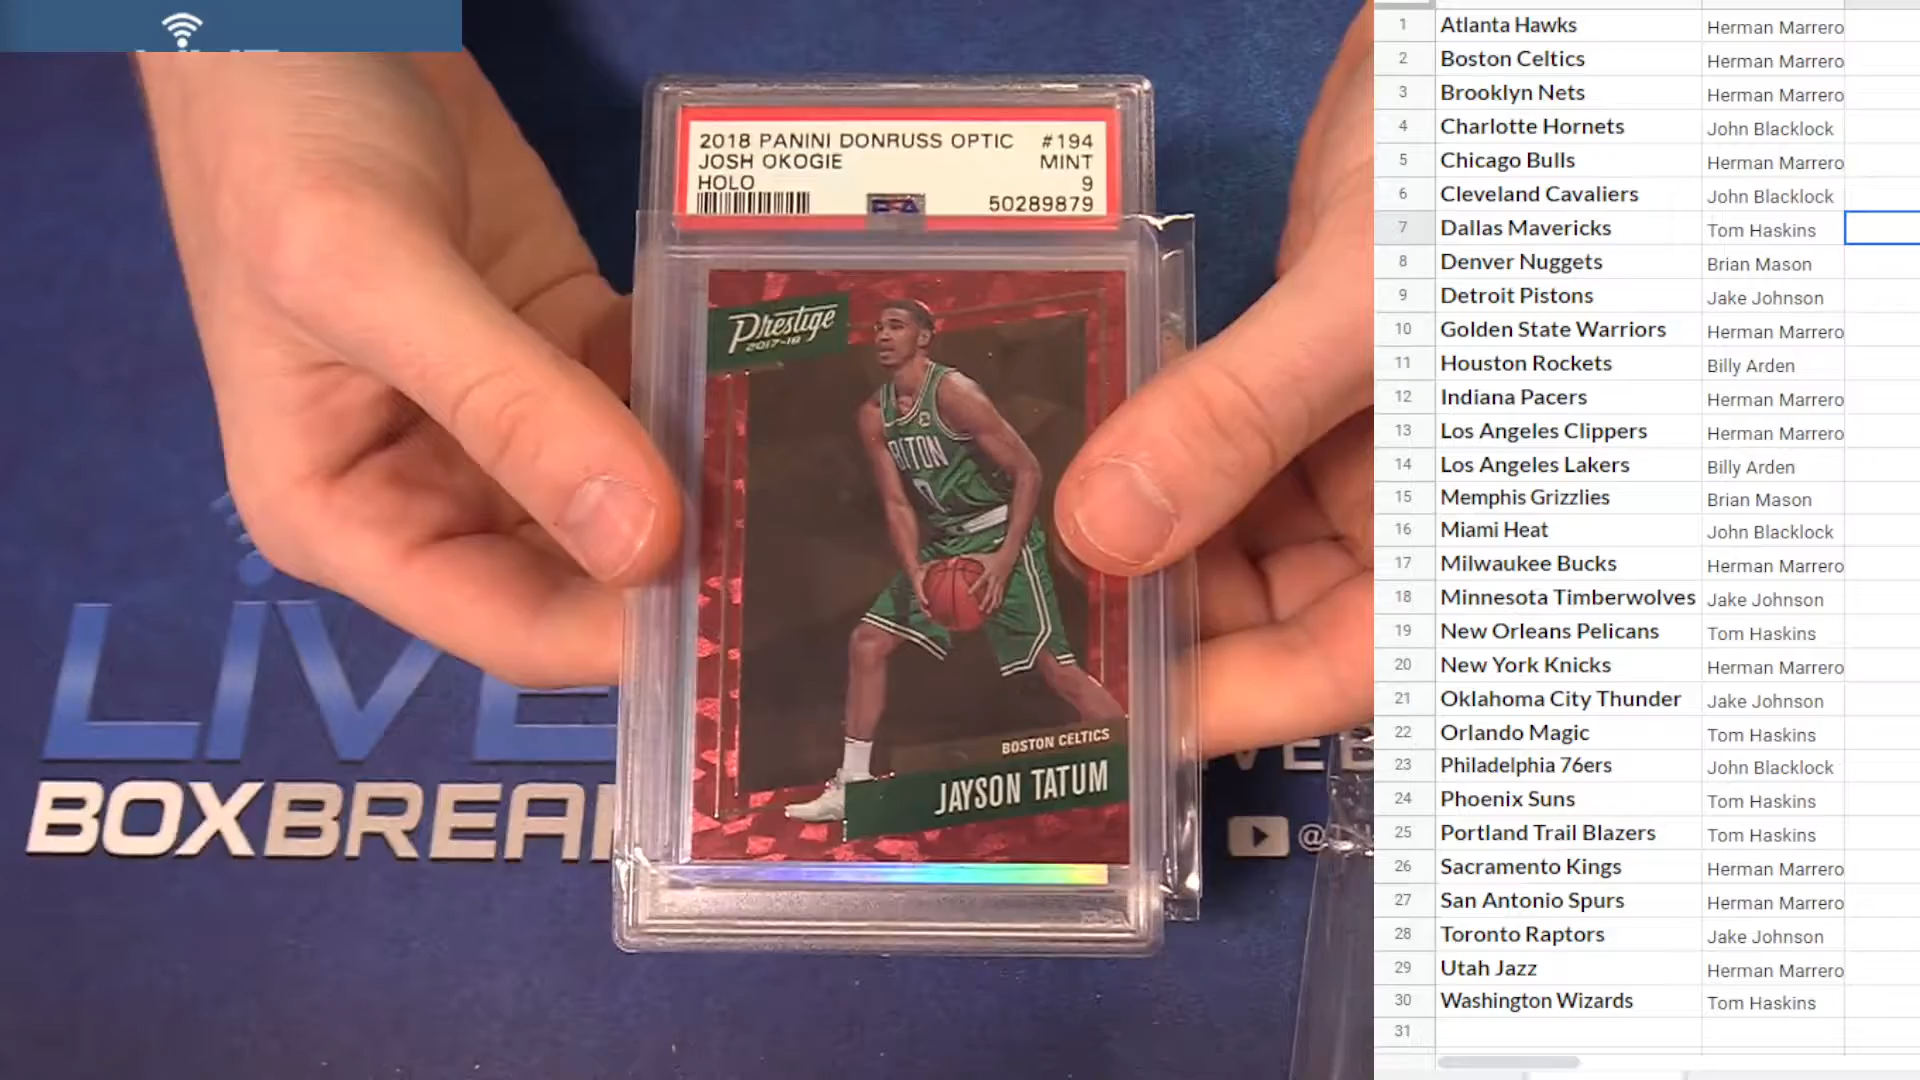 2018 PANINI DONRUSS OPTIC #194
JOSH OKOGIE MINT
HOLO 9
PSA 50289879
Prestige
2017-18
BOSTON CELTICS
JAYSON TATUM
LIVE
BOXBREA
1 Atlanta Hawks Herman Marrero
2 Boston Celtics Herman Marrero
3 Brooklyn Nets Herman Marrero
4 Charlotte Hornets John Blacklock
5 Chicago Bulls Herman Marrero
6 Cleveland Cavaliers John Blacklock
7 Dallas Mavericks Tom Haskins
8 Denver Nuggets Brian Mason
9 Detroit Pistons Jake Johnson
10 Golden State Warriors Herman Marrero
11 Houston Rockets Billy Arden
12 Indiana Pacers Herman Marrero
13 Los Angeles Clippers Herman Marrero
14 Los Angeles Lakers Billy Arden
15 Memphis Grizzlies Brian Mason
16 Miami Heat John Blacklock
17 Milwaukee Bucks Herman Marrero
18 Minnesota Timberwolves Jake Johnson
19 New Orleans Pelicans Tom Haskins
20 New York Knicks Herman Marrero
21 Oklahoma City Thunder Jake Johnson
22 Orlando Magic Tom Haskins
23 Philadelphia 76ers John Blacklock
24 Phoenix Suns Tom Haskins
25 Portland Trail Blazers Tom Haskins
26 Sacramento Kings Herman Marrero
27 San Antonio Spurs Herman Marrero
28 Toronto Raptors Jake Johnson
29 Utah Jazz Herman Marrero
30 Washington Wizards Tom Haskins
31